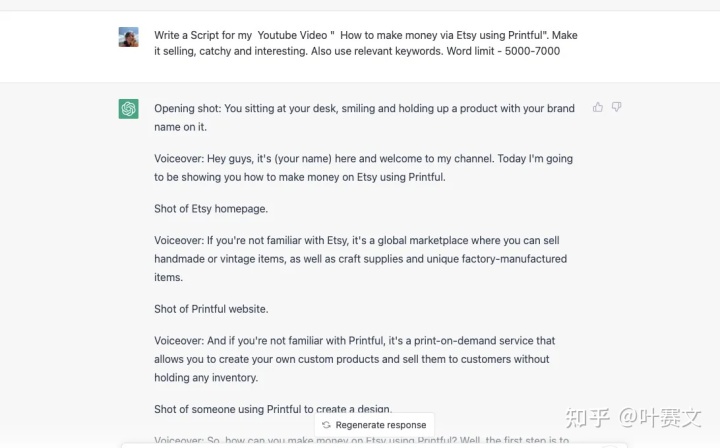 Write a Script for my Youtube Video " How to make money via Etsy using Printful". Make
it selling, catchy and interesting. Also use relevant keywords. Word limit - 5000-7000
Opening shot: You sitting at your desk, smiling and holding up a product with your brand
name on it.
Voiceover: Hey guys, it's (your name) here and welcome to my channel. Today I'm going
to be showing you how to make money on Etsy using Printful.
Shot of Etsy homepage.
Voiceover: If you're not familiar with Etsy, it's a global marketplace where you can sell
handmade or vintage items, as well as craft supplies and unique factory-manufactured
items.
Shot of Printful website.
Voiceover: And if you're not familiar with Printful, it's a print-on-demand service that
allows you to create your own custom products and sell them to customers without
holding any inventory.
Shot of someone using Printful to create a design.
Regenerate response
知乎 @叶赛文
Voiceover: So, how can you make money on Etsy using Printful? Well, the first step is to